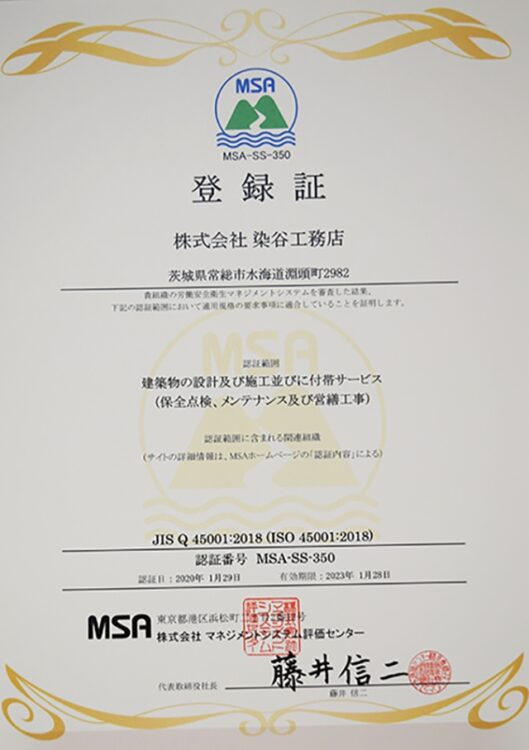 MSA
MSA-SS-350
登録証
株式会社 染谷工務店
茨城県常総市水海道淵頭町2982
貴組織の労働安全衛生マネジメントシステムを審査した結果、
下記の認証範囲において適用規格の要求事項に適合していることを証明します。
MSA
認証範囲
建築物の設計及び施工並びに付帯サービス
(保全点検、メンテナンス及び営繕工事)
認証範囲に含まれる関連組織
(サイトの詳細情報は、MSAホームページの「認証内容」による)
JIS Q 45001:2018 (ISO 45001:2018)
認証番号 MSA-SS-350
認証日:2020年 1月29日 有効期限:2023年 1月28日
MSA
東京都港区浜松町
株式会社 マネジメントシステム評価センター
藤井信二
代表取締役社長
藤井 信二